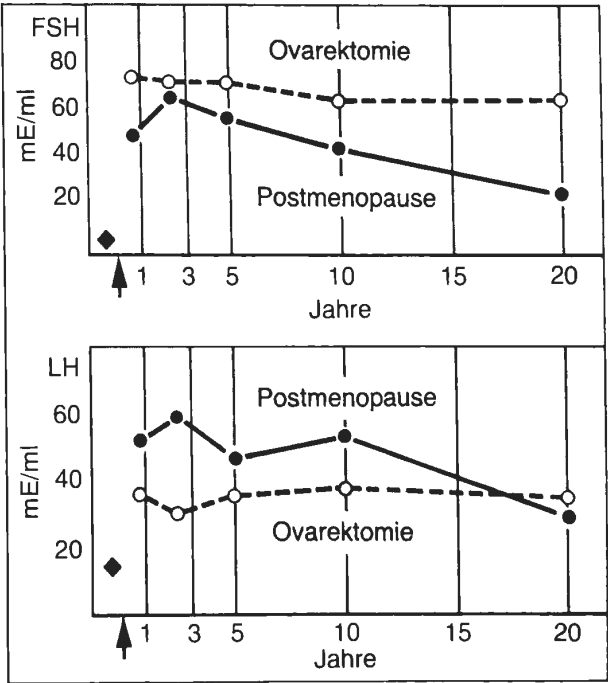 FSH
Ovarektomie
80
60
40
20
mE/ml
Postmenopause
1 3 5 10 15 20
Jahre
LH
Postmenopause
60
40
20
mE/ml
Ovarektomie
1 3 5 10 15 20
Jahre